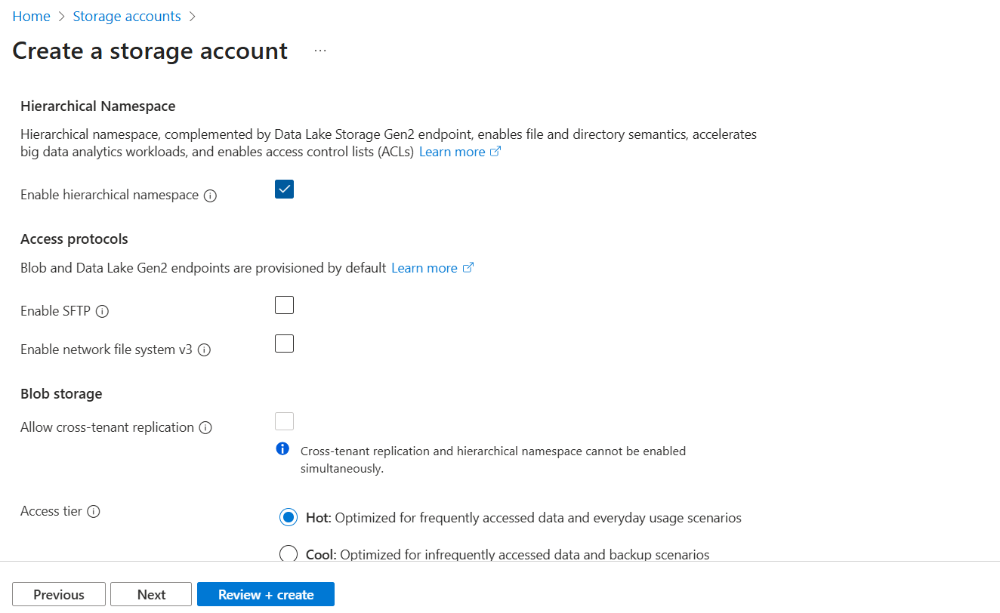 Home > Storage accounts >
Create a storage account ...
Hierarchical Namespace
Hierarchical namespace, complemented by Data Lake Storage Gen2 endpoint, enables file and directory semantics, accelerates
big data analytics workloads, and enables access control lists (ACLs) Learn more
Enable hierarchical namespace
Access protocols
Blob and Data Lake Gen2 endpoints are provisioned by default Learn more
Enable SFTP
Enable network file system v3
Blob storage
Allow cross-tenant replication
Cross-tenant replication and hierarchical namespace cannot be enabled
simultaneously.
Access tier
Hot: Optimized for frequently accessed data and everyday usage scenarios
Cool: Optimized for infrequently accessed data and backup scenarios
Previous Next Review + create